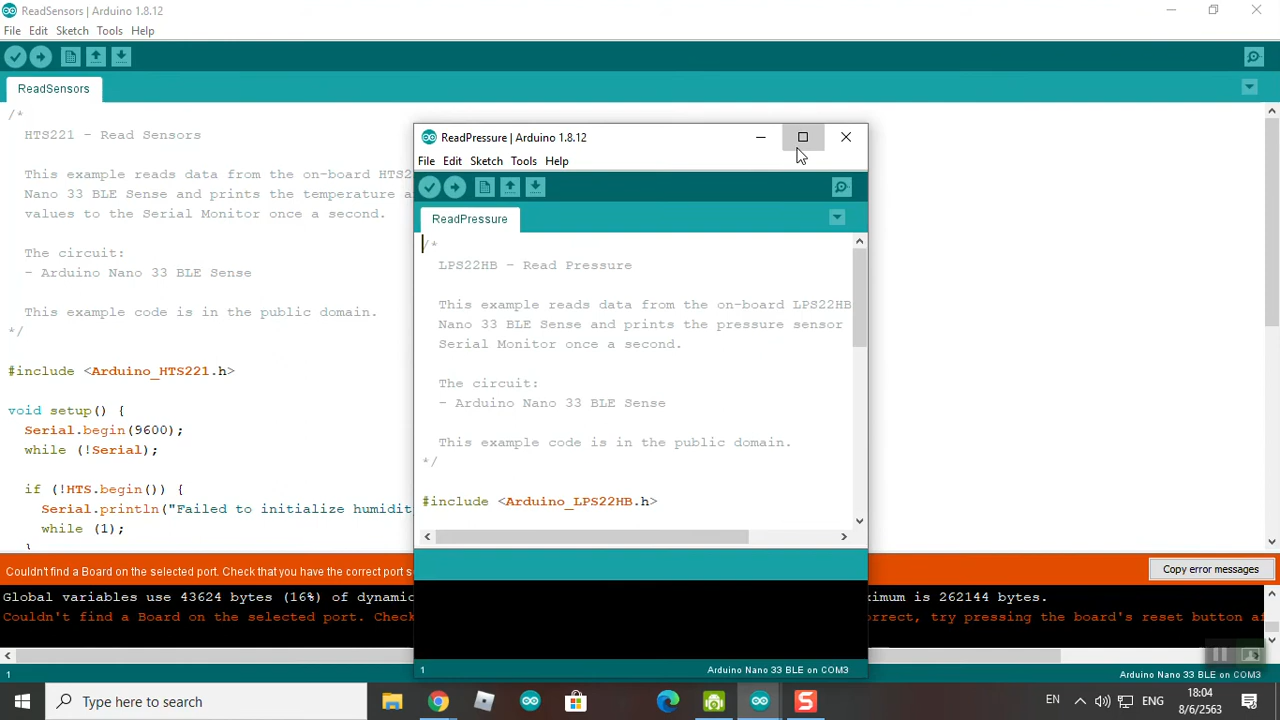 ReadSensors | Arduino 1.8.12
File Edit Sketch Tools Help
ReadSensors
/*
HTS221 - Read Sensors
This example reads data from the on-board HTS2
Nano 33 BLE Sense and prints the temperature a
values to the Serial Monitor once a second.
The circuit:
- Arduino Nano 33 BLE Sense
This example code is in the public domain.
*/
#include <Arduino_HTS221.h>
void setup() {
Serial.begin(9600);
while (!Serial);
if (!HTS.begin()) {
Serial.println("Failed to initialize humidit
while (1);
}
ReadPressure | Arduino 1.8.12
File Edit Sketch Tools Help
ReadPressure
/*
LPS22HB - Read Pressure
This example reads data from the on-board LPS22HB
Nano 33 BLE Sense and prints the pressure sensor
Serial Monitor once a second.
The circuit:
- Arduino Nano 33 BLE Sense
This example code is in the public domain.
*/
#include <Arduino_LPS22HB.h>
1 Arduino Nano 33 BLE on COM3
Couldn't find a Board on the selected port. Check that you have the correct port s
Copy error messages
Global variables use 43624 bytes (16%) of dynamic ximum is 262144 bytes.
Couldn't find a Board on the selected port. Check orrect, try pressing the board's reset button af
1 Arduino Nano 33 BLE on COM3
Type here to search
EN ENG
18:04
8/6/2563